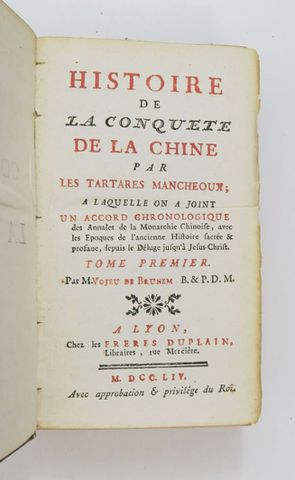 HISTOIRE
DE
LA CONQUETE
DE LA CHINE
PAR
LES TARTARES MANCHEOUX;
A LAQUELLE ON A JOINT
UN ACCORD CHRONOLOGIQUE
des Annales de la Monarchie Chinoise, avec
les Epoques de l'ancienne Histoire sacrée &
profane, depuis le Déluge jusqu'à Jesus-Christ.
TOME PREMIER.
Par M. VOJEU DE BRUNEM B. & P. D. M.
A LYON,
Chez les FRERES DUPLAIN,
Libraires, rue Merciére.
M. DCC. LIV.
Avec approbation & privilége du Roi.